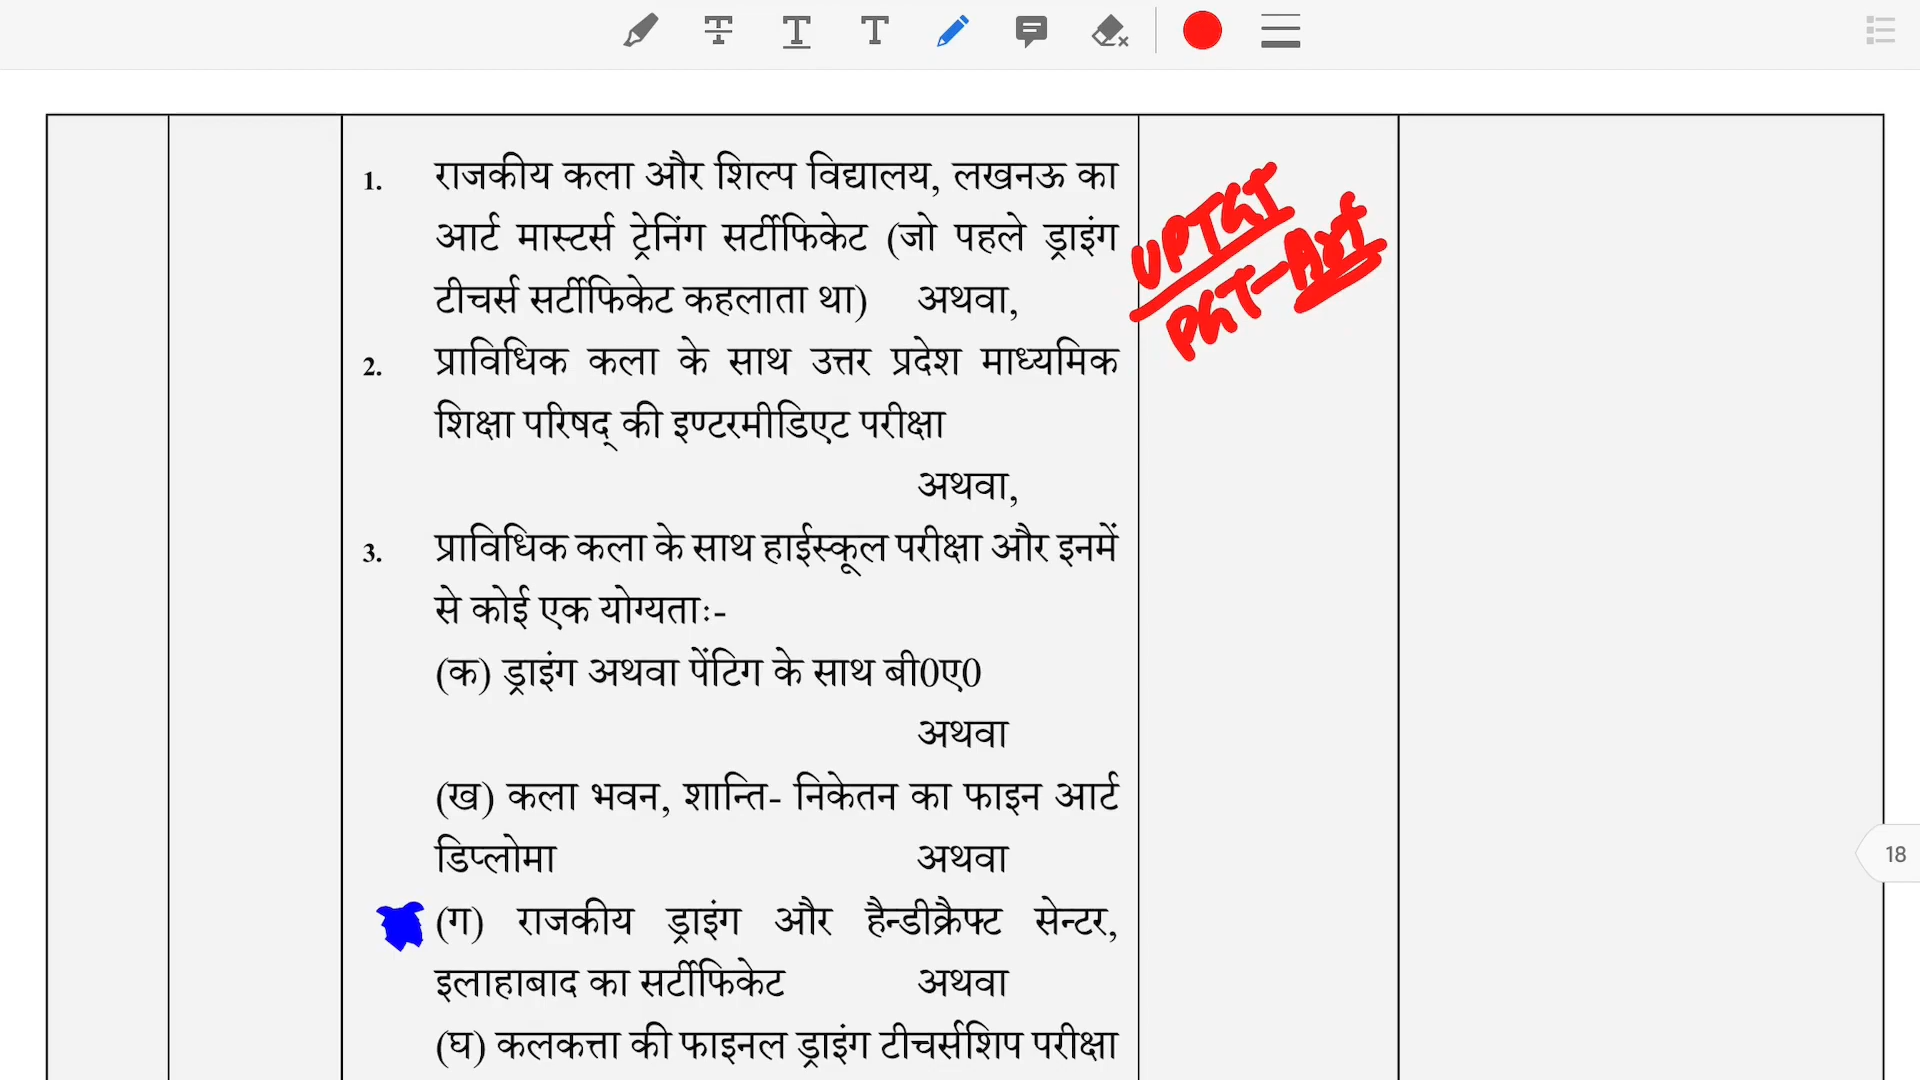 1. राजकीय कला और शिल्प विद्यालय, लखनऊ का
आर्ट मास्टर्स ट्रेनिंग सर्टीफिकेट (जो पहले ड्राइंग
टीचर्स सर्टीफिकेट कहलाता था) अथवा,
2. प्राविधिक कला के साथ उत्तर प्रदेश माध्यमिक
शिक्षा परिषद् की इण्टरमीडिएट परीक्षा
अथवा,
3. प्राविधिक कला के साथ हाईस्कूल परीक्षा और इनमें
से कोई एक योग्यताः-
(क) ड्राइंग अथवा पेंटिग के साथ बी0ए0
अथवा
(ख) कला भवन, शान्ति- निकेतन का फाइन आर्ट
डिप्लोमा अथवा
(ग) राजकीय ड्राइंग और हैन्डीक्रैफ्ट सेन्टर,
इलाहाबाद का सर्टीफिकेट अथवा
(घ) कलकत्ता की फाइनल ड्राइंग टीचर्सशिप परीक्षा
UPTGT
PGT-Art
18